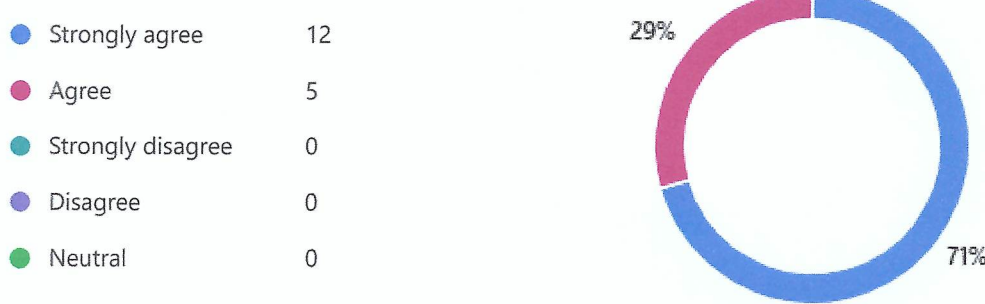 Strongly agree 12
Agree 5
Strongly disagree 0
Disagree 0
Neutral 0
29%
71%